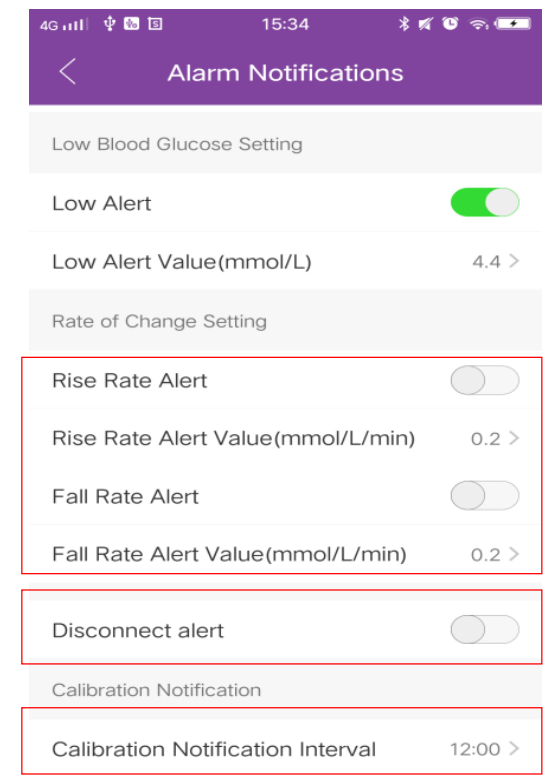 4G 15:34
Alarm Notifications
Low Blood Glucose Setting
Low Alert
Low Alert Value(mmol/L) 4.4 >
Rate of Change Setting
Rise Rate Alert
Rise Rate Alert Value(mmol/L/min) 0.2 >
Fall Rate Alert
Fall Rate Alert Value(mmol/L/min) 0.2 >
Disconnect alert
Calibration Notification
Calibration Notification Interval 12:00 >